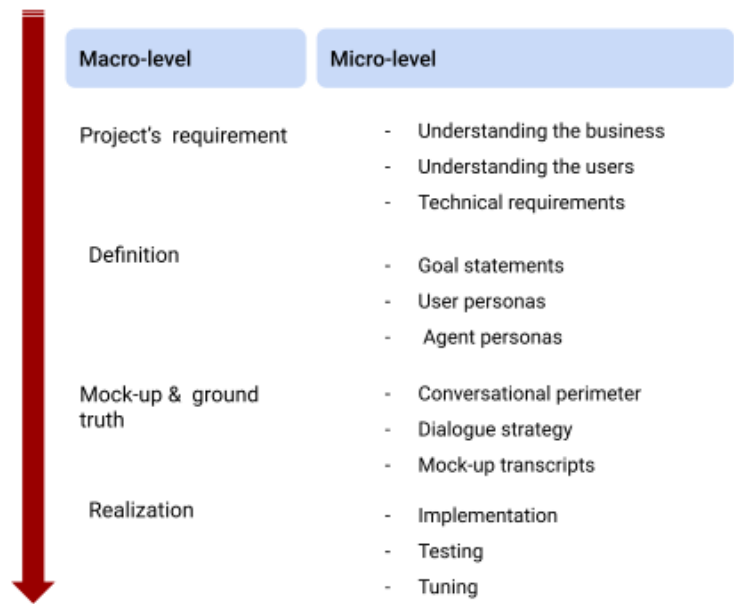 Macro-level
Micro-level
Project's requirement
- Understanding the business
- Understanding the users
- Technical requirements
Definition
- Goal statements
- User personas
- Agent personas
Mock-up & ground
truth
- Conversational perimeter
- Dialogue strategy
- Mock-up transcripts
Realization
- Implementation
- Testing
- Tuning